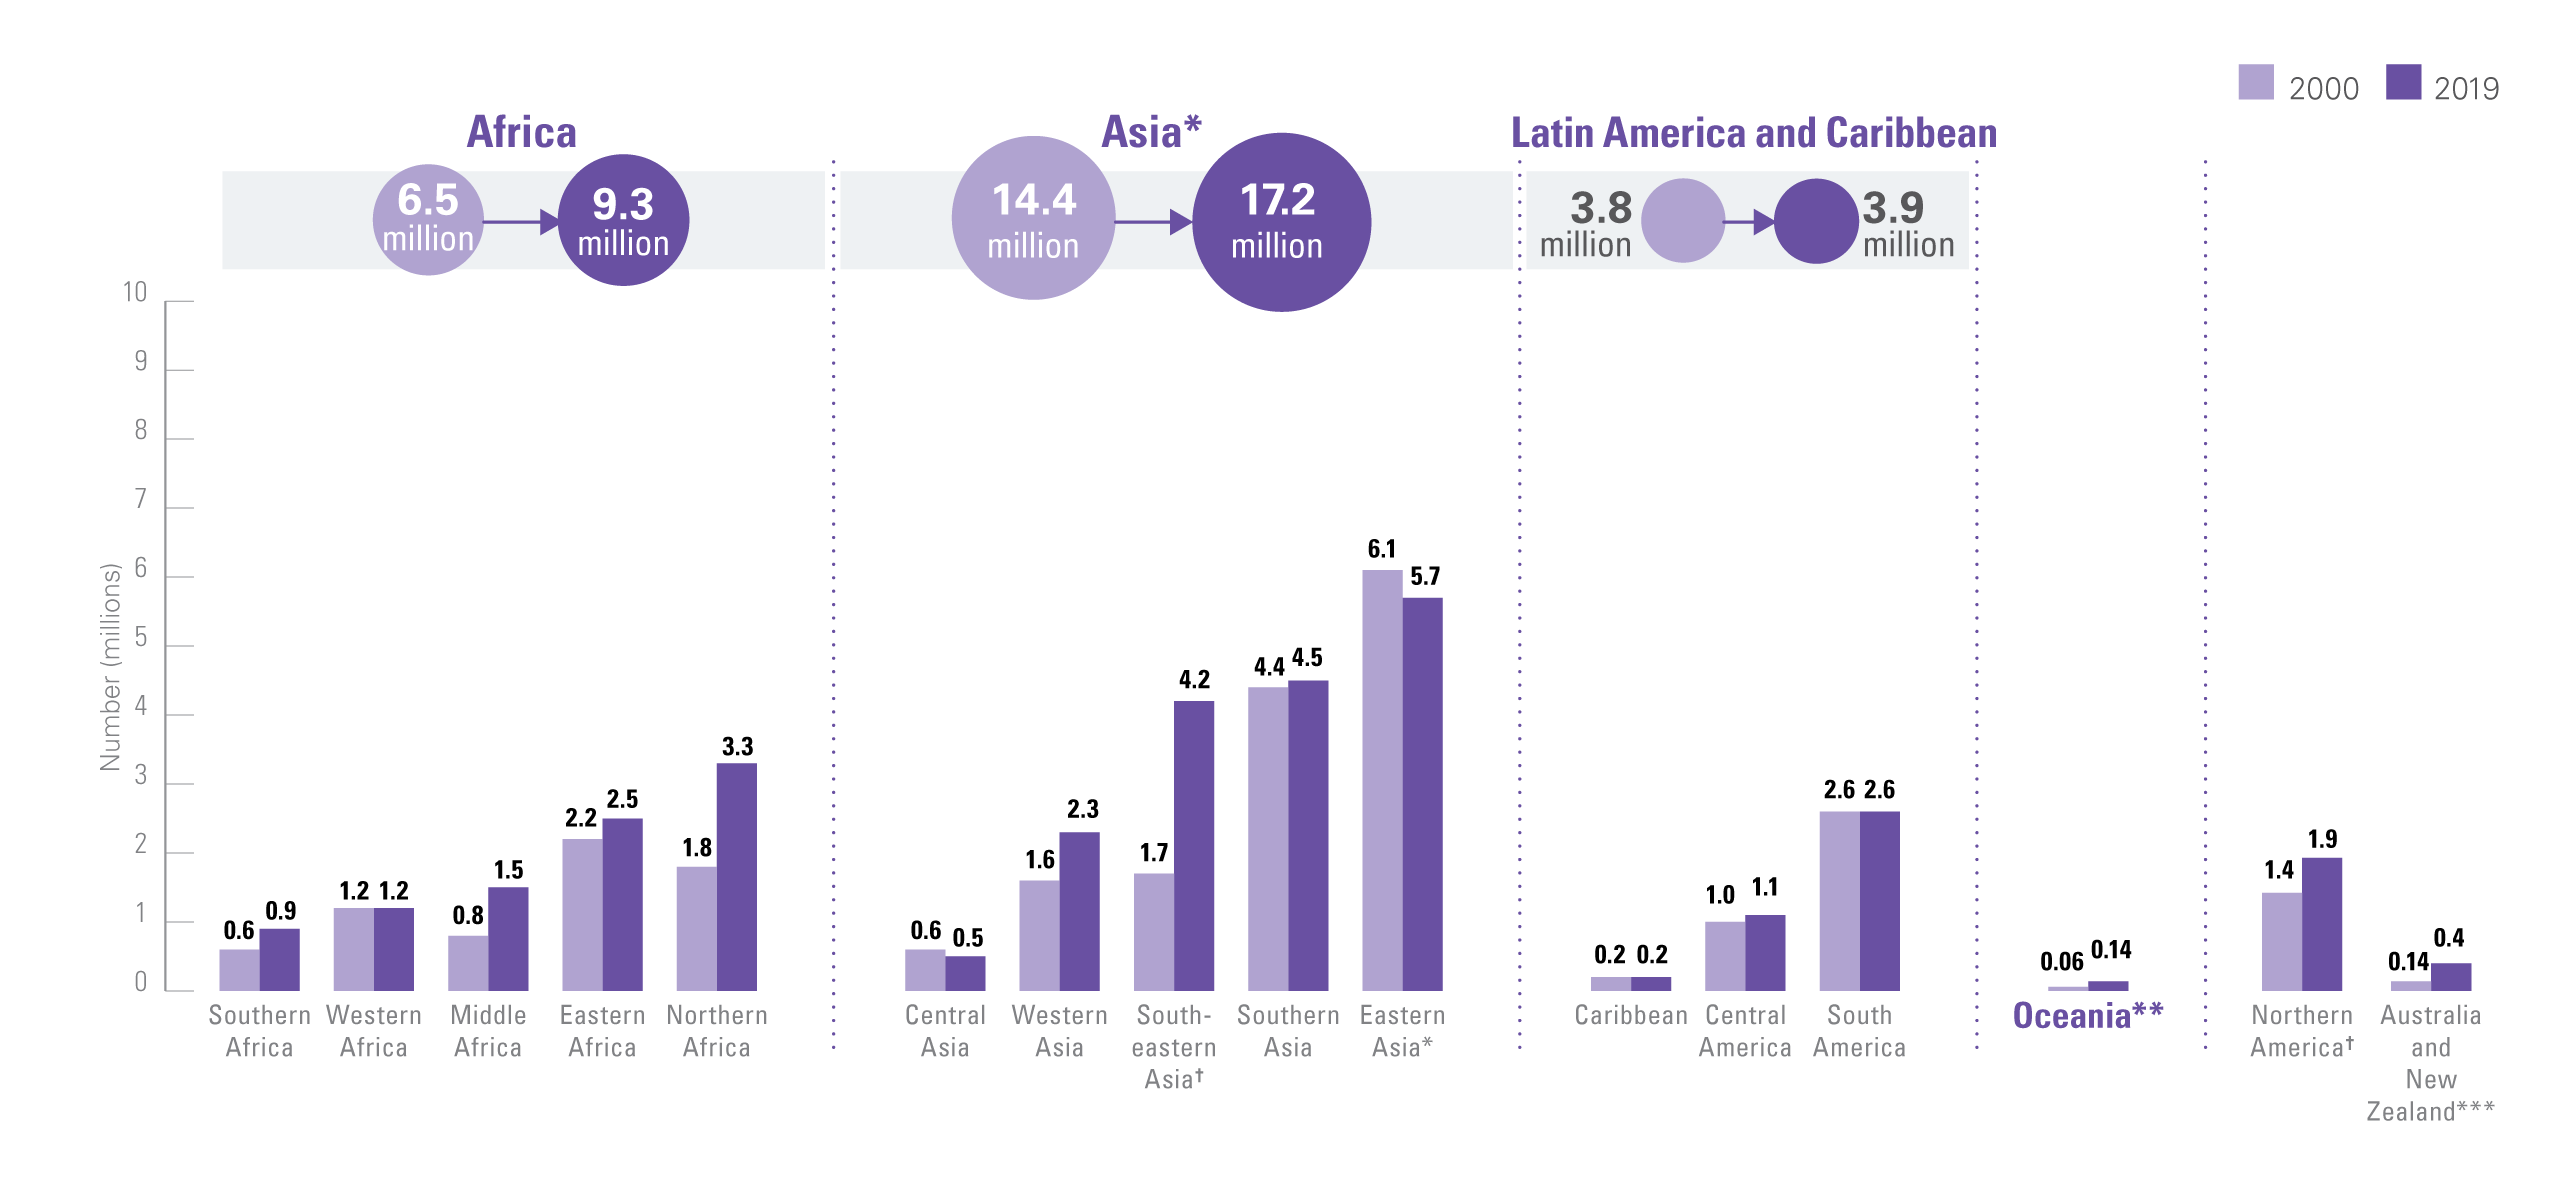 2000
2019
Africa
6.5
million
9.3
million
Asia*
14.4
million
17.2
million
Latin America and Caribbean
3.8
million
3.9
million
Number (millions)
10
9
8
7
6
5
4
3
2
1
0
0.6
0.9
1.2
1.2
0.8
1.5
2.2
2.5
1.8
3.3
Southern
Africa
Western
Africa
Middle
Africa
Eastern
Africa
Northern
Africa
0.6
0.5
1.6
2.3
1.7
4.2
4.4
4.5
6.1
5.7
Central
Asia
Western
Asia
South-
eastern
Asia†
Southern
Asia
Eastern
Asia*
0.2
0.2
1.0
1.1
2.6
2.6
Caribbean
Central
America
South
America
0.06
0.14
Oceania**
1.4
1.9
0.14
0.4
Northern
America†
Australia
and
New
Zealand***